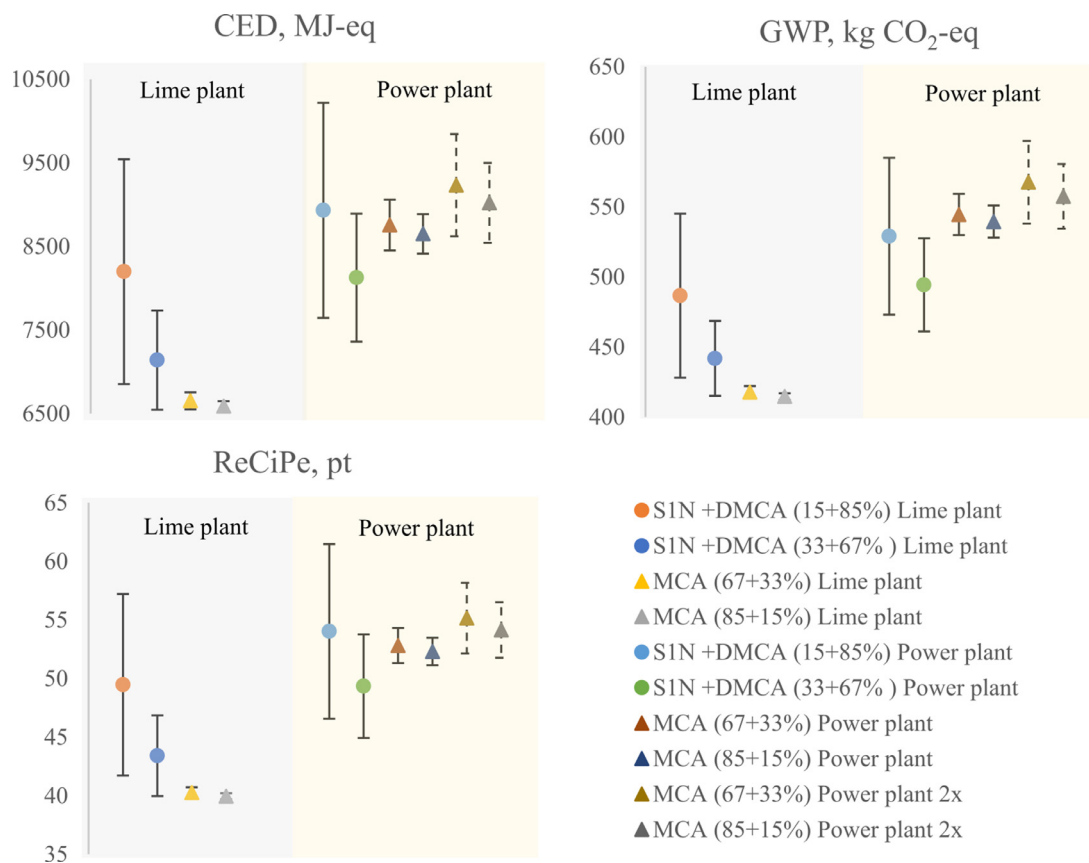 CED, MJ-eq
10500
9500
8500
7500
6500
Lime plant
Power plant
GWP, kg CO₂-eq
650
600
550
500
450
400
Lime plant
Power plant
ReCiPe, pt
65
60
55
50
45
40
35
Lime plant
Power plant
S1N +DMCA (15+85%) Lime plant
S1N +DMCA (33+67% ) Lime plant
MCA (67+33%) Lime plant
MCA (85+15%) Lime plant
S1N +DMCA (15+85%) Power plant
S1N +DMCA (33+67% ) Power plant
MCA (67+33%) Power plant
MCA (85+15%) Power plant
MCA (67+33%) Power plant 2x
MCA (85+15%) Power plant 2x